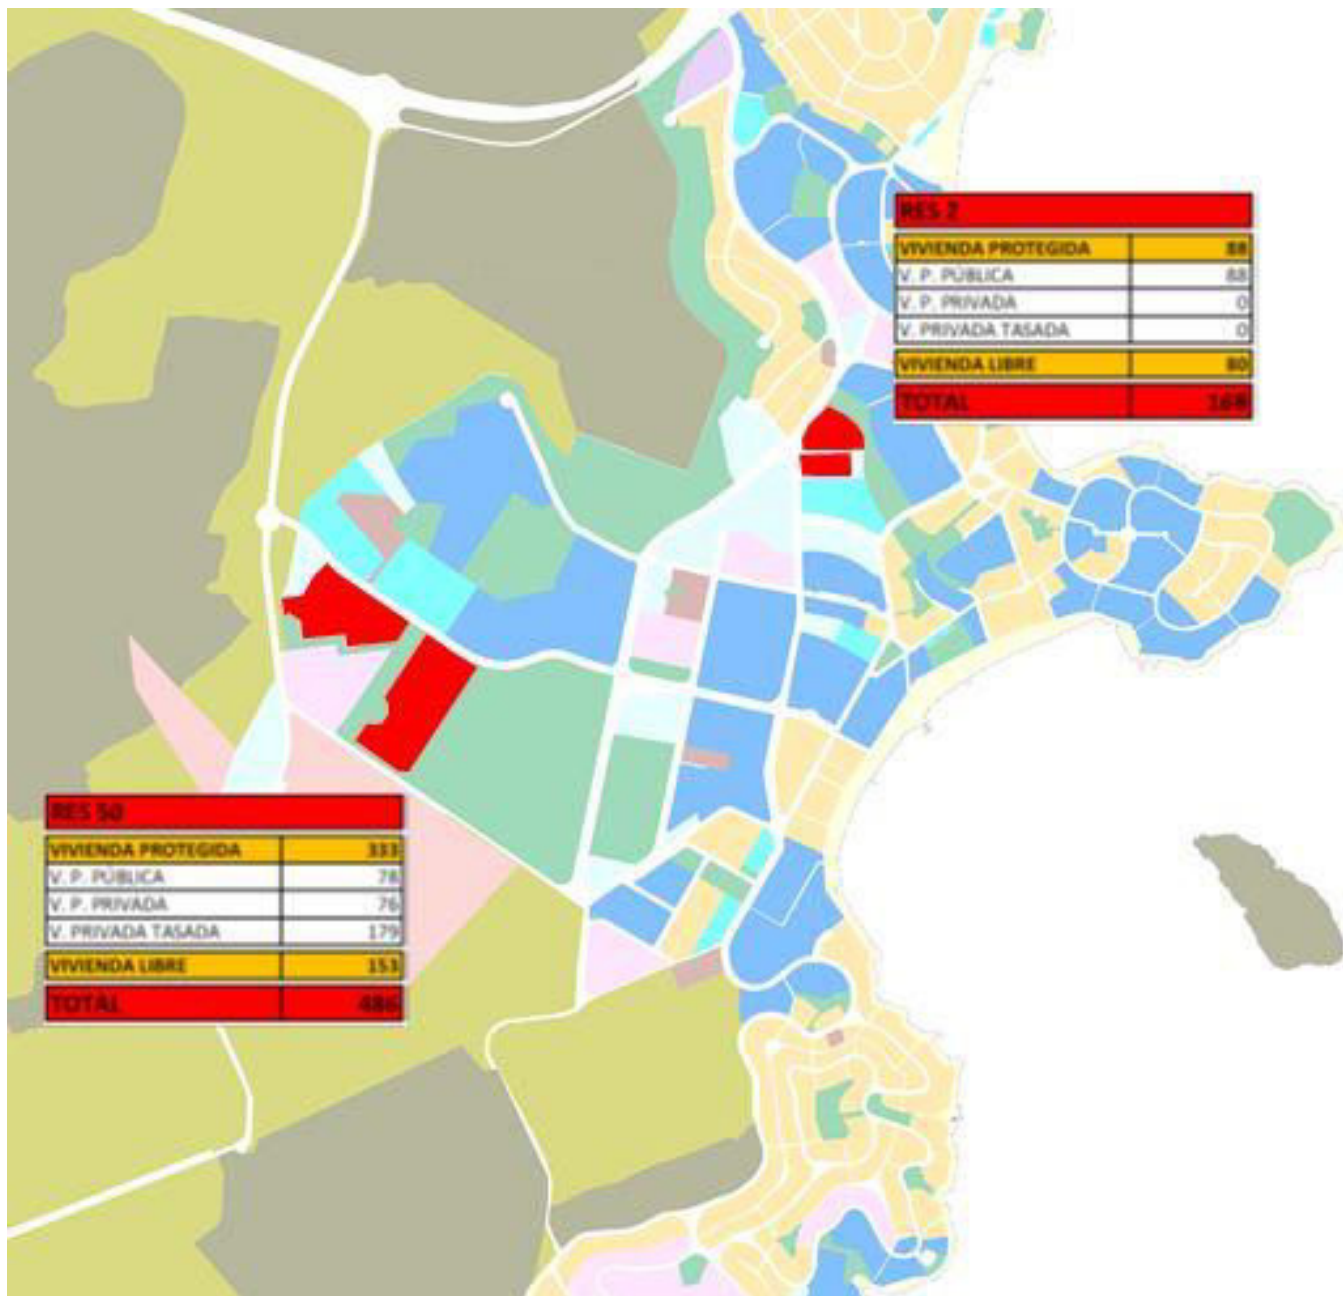 RES 2
VIVIENDA PROTEGIDA 88
V. P. PÚBLICA 88
V. P. PRIVADA 0
V. PRIVADA TASADA 0
VIVIENDA LIBRE 80
TOTAL 168
RES 50
VIVIENDA PROTEGIDA 333
V. P. PÚBLICA 78
V. P. PRIVADA 76
V. PRIVADA TASADA 179
VIVIENDA LIBRE 153
TOTAL 486